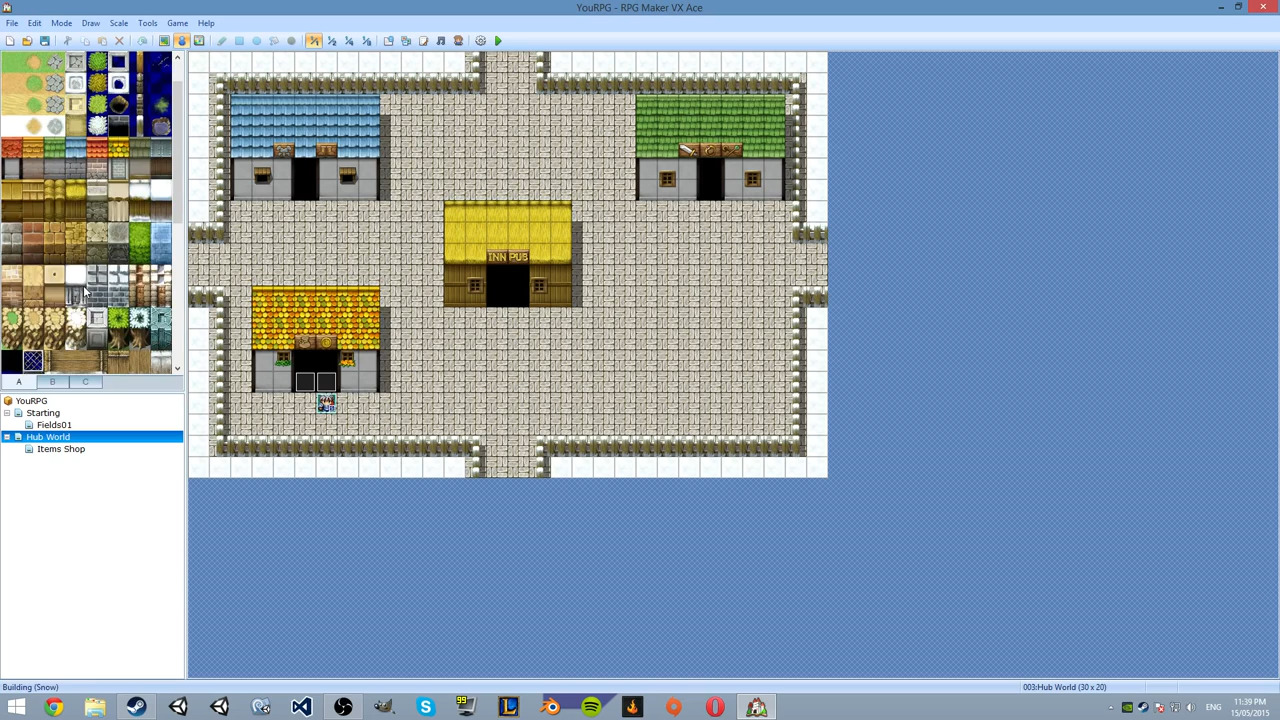 YouRPG - RPG Maker VX Ace
File Edit Mode Draw Scale Tools Game Help
INN PUB
A B C
YouRPG
Starting
Fields01
Hub World
Items Shop
Building (Snow)
003:Hub World (30 x 20)
99
ENG
11:39 PM
15/05/2015